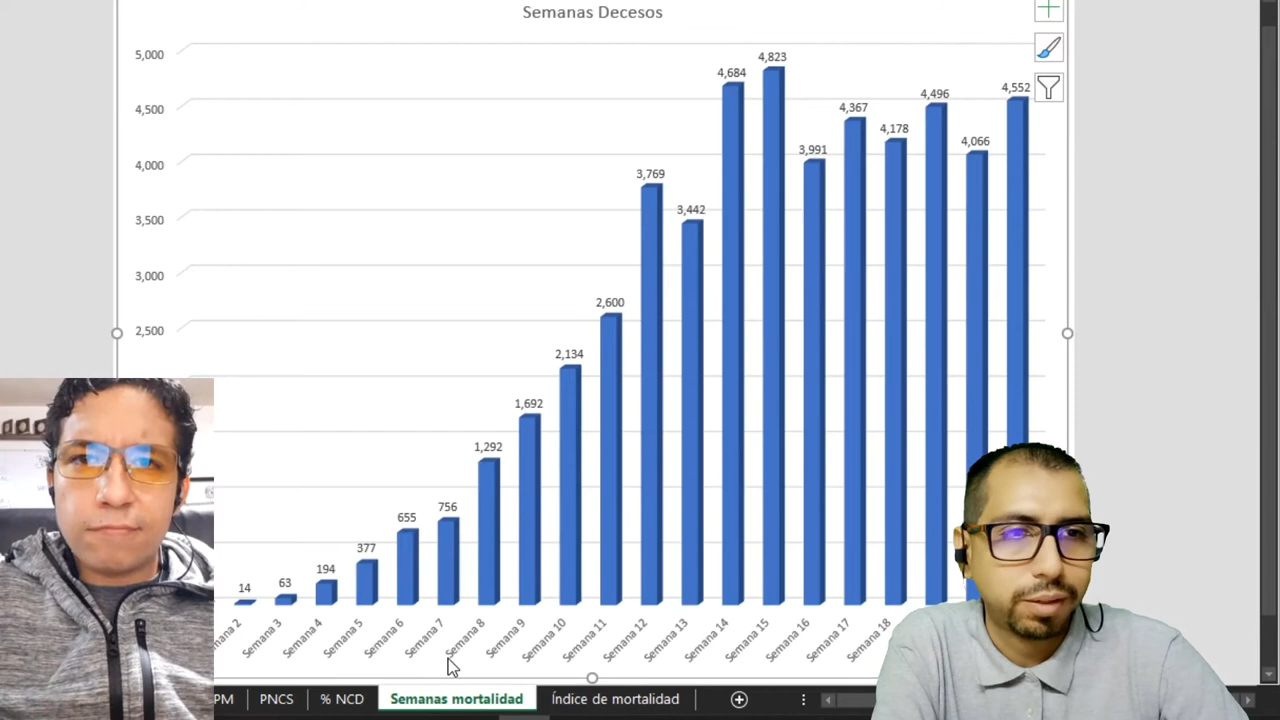 Semanas Decesos
5,000
4,500
4,000
3,500
3,000
2,500
14
63
194
377
655
756
1,292
1,692
2,134
2,600
3,769
3,442
4,684
4,823
3,991
4,367
4,178
4,496
4,066
4,552
mana 2
Semana 3
Semana 4
Semana 5
Semana 6
Semana 7
Semana 8
Semana 9
Semana 10
Semana 11
Semana 12
Semana 13
Semana 14
Semana 15
Semana 16
Semana 17
Semana 18
PM PNCS % NCD Semanas mortalidad Índice de mortalidad